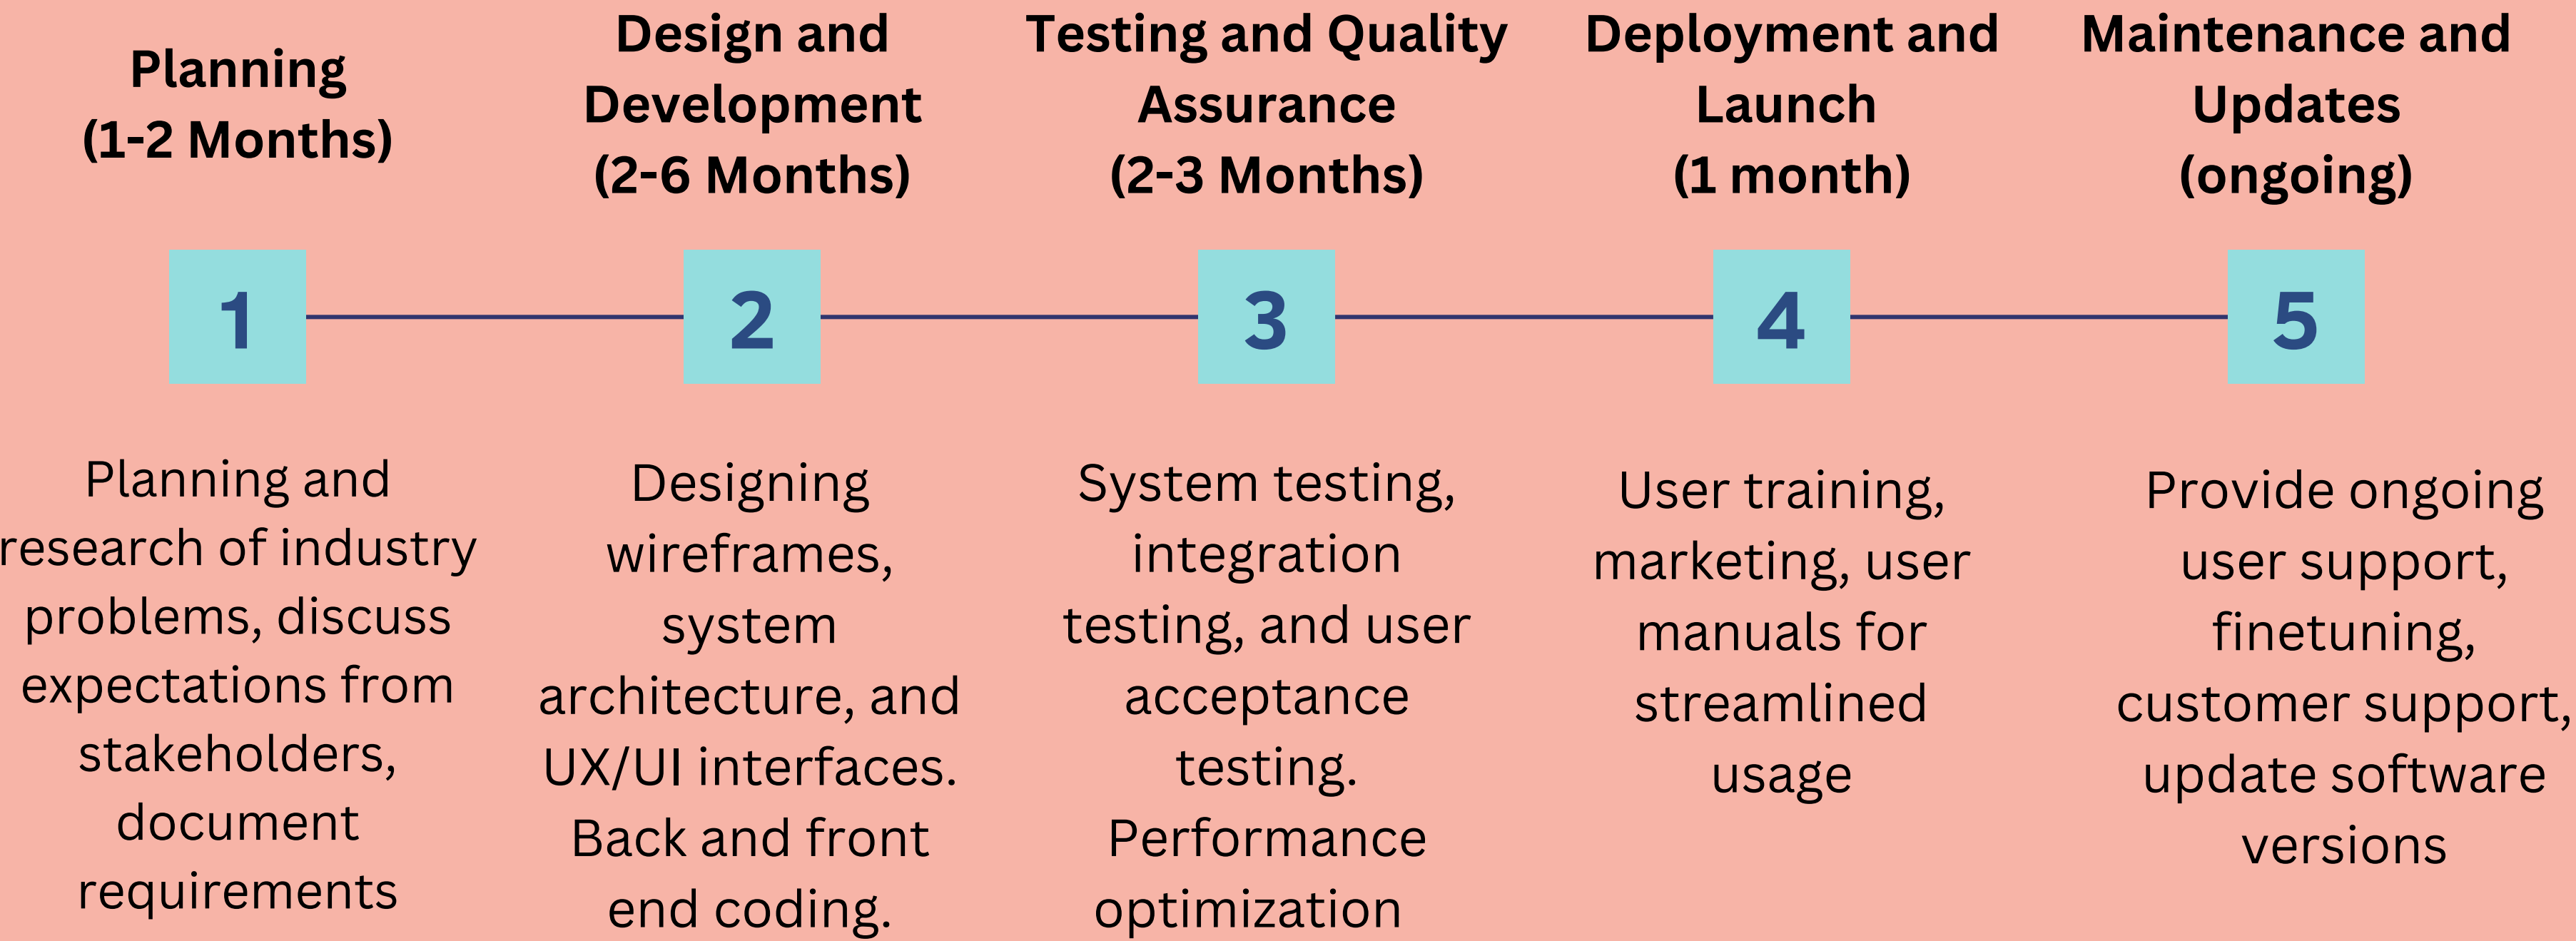 Planning
(1-2 Months)
Design and
Development
(2-6 Months)
Testing and Quality
Assurance
(2-3 Months)
Deployment and
Launch
(1 month)
Maintenance and
Updates
(ongoing)
1
2
3
4
5
Planning and
research of industry
problems, discuss
expectations from
stakeholders,
document
requirements
Designing
wireframes,
system
architecture, and
UX/UI interfaces.
Back and front
end coding.
System testing,
integration
testing, and user
acceptance
testing.
Performance
optimization
User training,
marketing, user
manuals for
streamlined
usage
Provide ongoing
user support,
finetuning,
customer support,
update software
versions